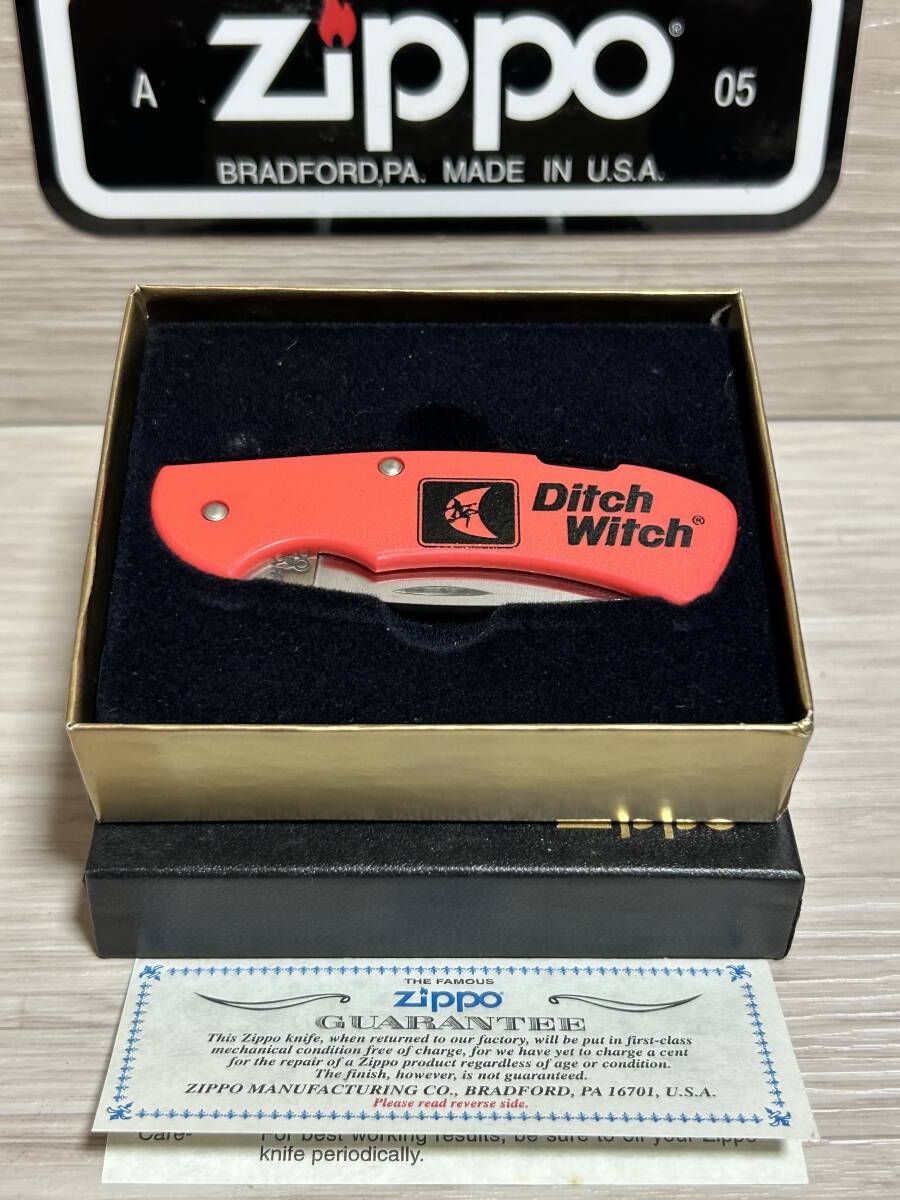 zippo®
A 05
BRADFORD,PA. MADE IN U.S.A.
Ditch
Witch®
zippo
THE FAMOUS
zippo®
GUARANTEE
This Zippo knife, when returned to our factory, will be put in first-class
mechanical condition free of charge, for we have yet to charge a cent
for the repair of a Zippo product regardless of age or condition.
The finish, however, is not guaranteed.
ZIPPO MANUFACTURING CO., BRADFORD, PA 16701, U.S.A.
Please read reverse side.
Care- For best working results, be sure to oil your Zippo
knife periodically.